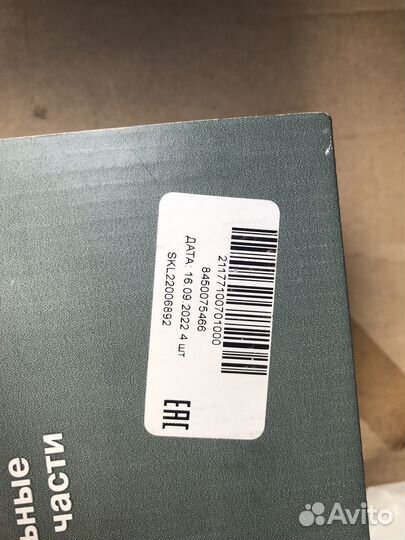 21177100701000
8450075466
ДАТА: 16.09.2022 4 шт
SKL22006892
EAC
ьные
части
Avito